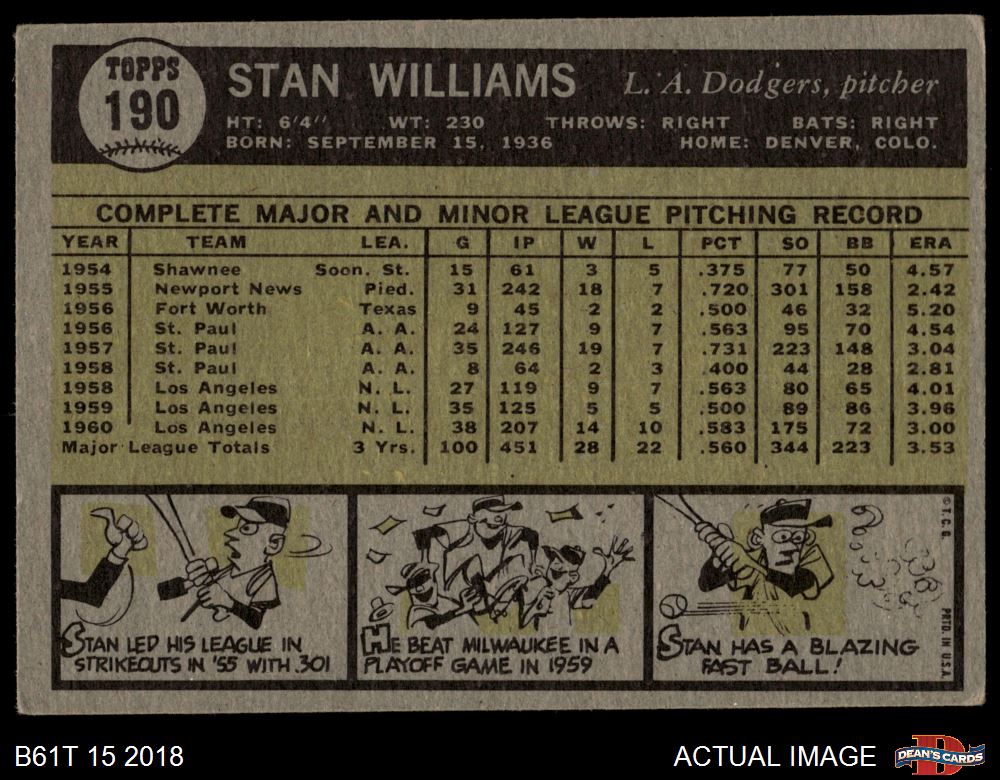 TOPPS
190
STAN WILLIAMS L. A. Dodgers, pitcher
HT: 6'4" WT: 230 THROWS: RIGHT BATS: RIGHT
BORN: SEPTEMBER 15, 1936 HOME: DENVER, COLO.
COMPLETE MAJOR AND MINOR LEAGUE PITCHING RECORD
YEAR TEAM LEA. G IP W L PCT SO BB ERA
1954 Shawnee Soon. St. 15 61 3 5 .375 77 50 4.57
1955 Newport News Pied. 31 242 18 7 .720 301 158 2.42
1956 Fort Worth Texas 9 45 2 2 .500 46 32 5.20
1956 St. Paul A. A. 24 127 9 7 .563 95 70 4.54
1957 St. Paul A. A. 35 246 19 7 .731 223 148 3.04
1958 St. Paul A. A. 8 64 2 3 .400 44 28 2.81
1958 Los Angeles N. L. 27 119 9 7 .563 80 65 4.01
1959 Los Angeles N. L. 35 125 5 5 .500 89 86 3.96
1960 Los Angeles N. L. 38 207 14 10 .583 175 72 3.00
Major League Totals 3 Yrs. 100 451 28 22 .560 344 223 3.53
STAN LED HIS LEAGUE IN
STRIKEOUTS IN '55 WITH .301
HE BEAT MILWAUKEE IN A
PLAYOFF GAME IN 1959
STAN HAS A BLAZING
FAST BALL!
© T. C. G. PRTD. IN U.S.A.
B61T 15 2018 ACTUAL IMAGE DEAN'S CARDS